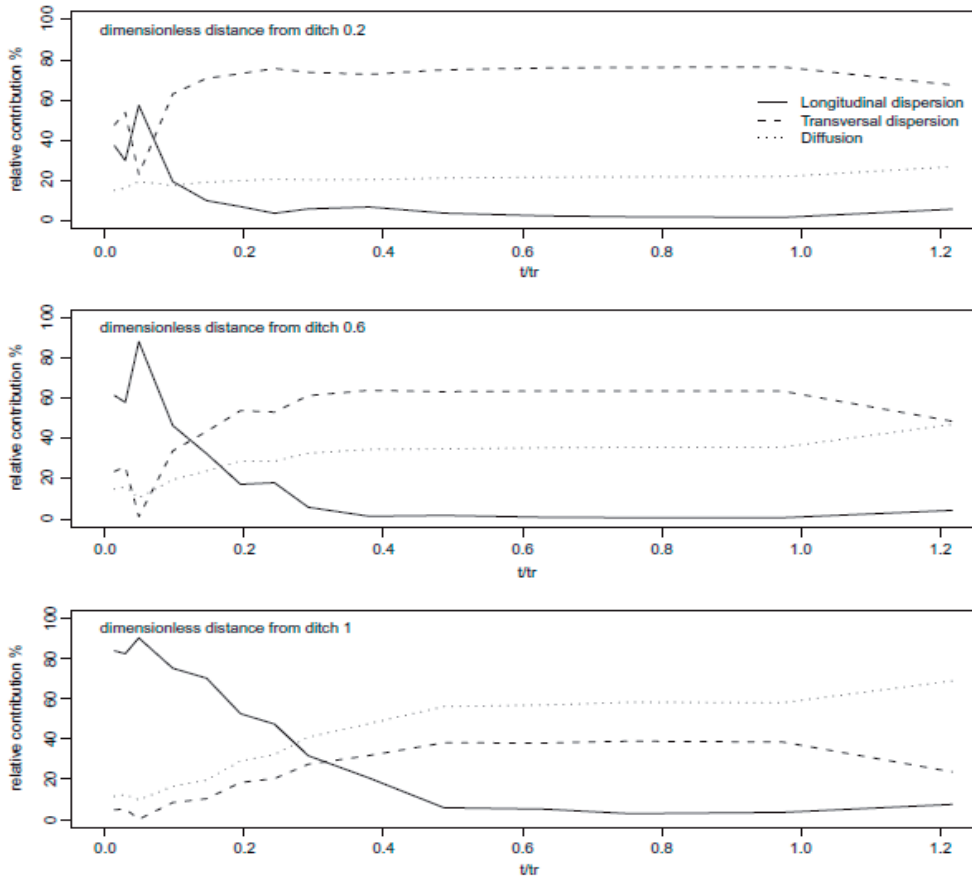 dimensionless distance from ditch 0.2
relative contribution %
0 20 40 60 80 100
Longitudinal dispersion
Transversal dispersion
Diffusion
0.0 0.2 0.4 0.6 0.8 1.0 1.2
t/tr
dimensionless distance from ditch 0.6
relative contribution %
0 20 40 60 80 100
0.0 0.2 0.4 0.6 0.8 1.0 1.2
t/tr
dimensionless distance from ditch 1
relative contribution %
0 20 40 60 80 100
0.0 0.2 0.4 0.6 0.8 1.0 1.2
t/tr